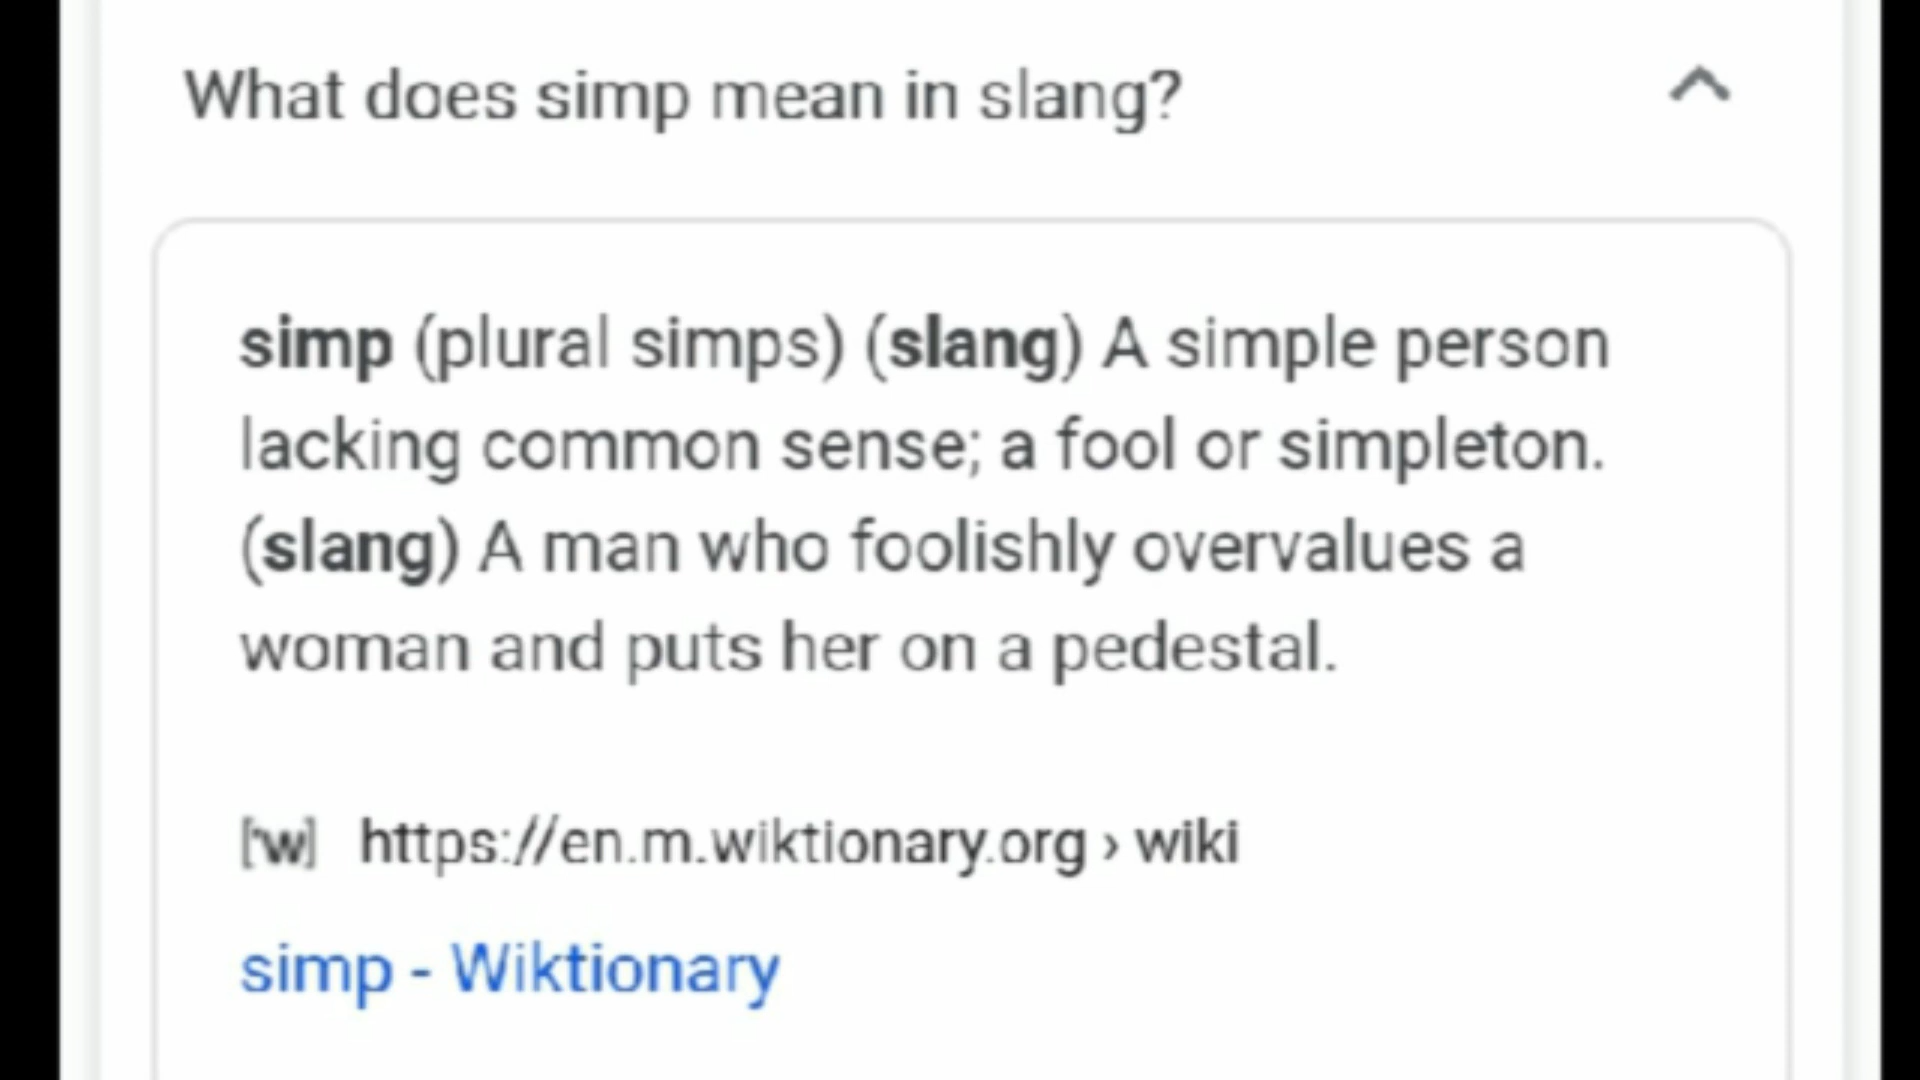 What does simp mean in slang?
simp (plural simps) (slang) A simple person
lacking common sense; a fool or simpleton.
(slang) A man who foolishly overvalues a
woman and puts her on a pedestal.
['w] https://en.m.wiktionary.org › wiki
simp - Wiktionary